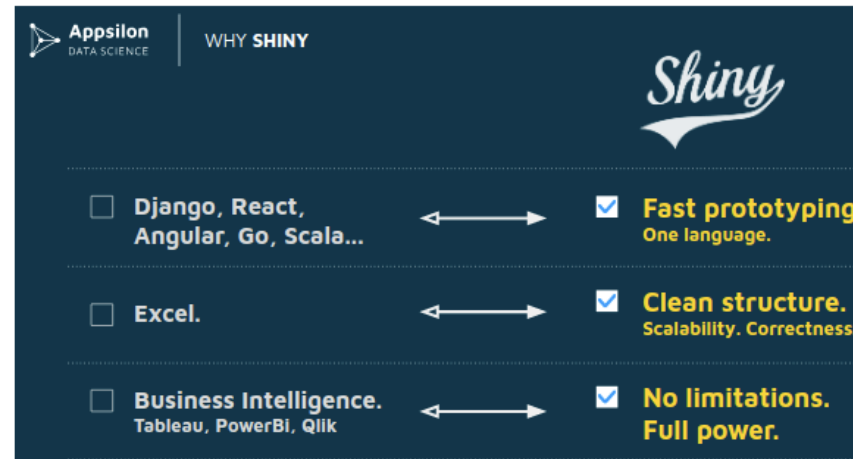 Appsilon
DATA SCIENCE
WHY SHINY
Shiny
Django, React,
Angular, Go, Scala...
Fast prototyping
One language.
Excel.
Clean structure.
Scalability. Correctness
Business Intelligence.
Tableau, PowerBi, Qlik
No limitations.
Full power.